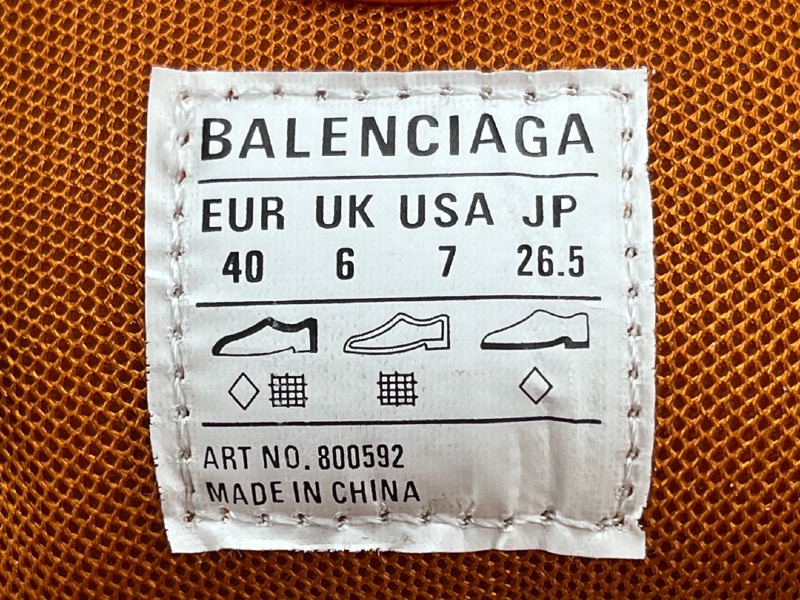 BALENCIAGA
EUR UK USA JP
40 6 7 26.5
ART NO. 800592
MADE IN CHINA